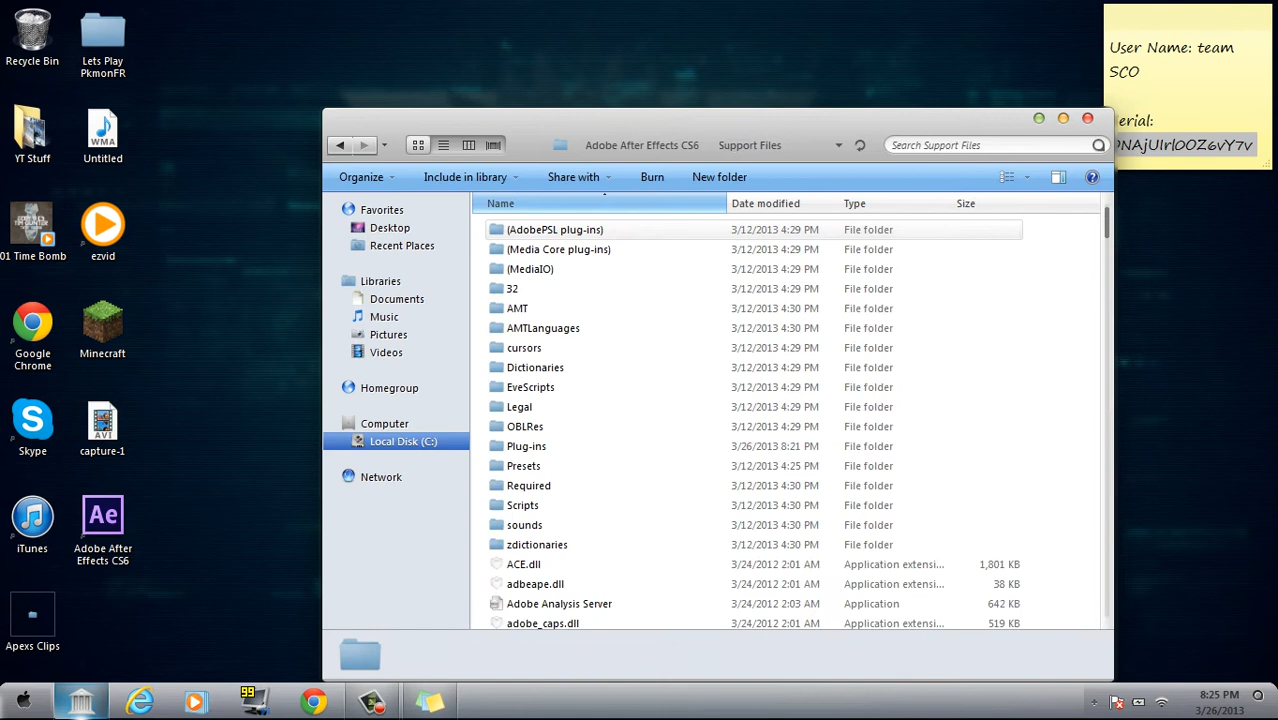 Recycle Bin
Lets Play
PkmonFR
YT Stuff
Untitled
01 Time Bomb
ezvid
Google
Chrome
Minecraft
Skype
capture-1
iTunes
Adobe After
Effects CS6
Apexs Clips
User Name: team
SCO
erial:
NAjUIrlOOZ6vY7v
Adobe After Effects CS6
Support Files
Search Support Files
Organize
Include in library
Share with
Burn
New folder
Favorites
Desktop
Recent Places
Libraries
Documents
Music
Pictures
Videos
Homegroup
Computer
Local Disk (C:)
Network
Name Date modified Type Size
(AdobePSL plug-ins) 3/12/2013 4:29 PM File folder
(Media Core plug-ins) 3/12/2013 4:29 PM File folder
(MediaIO) 3/12/2013 4:29 PM File folder
32 3/12/2013 4:29 PM File folder
AMT 3/12/2013 4:30 PM File folder
AMTLanguages 3/12/2013 4:30 PM File folder
cursors 3/12/2013 4:29 PM File folder
Dictionaries 3/12/2013 4:29 PM File folder
EveScripts 3/12/2013 4:29 PM File folder
Legal 3/12/2013 4:29 PM File folder
OBLRes 3/12/2013 4:29 PM File folder
Plug-ins 3/26/2013 8:21 PM File folder
Presets 3/12/2013 4:25 PM File folder
Required 3/12/2013 4:29 PM File folder
Scripts 3/12/2013 4:30 PM File folder
sounds 3/12/2013 4:30 PM File folder
zdictionaries 3/12/2013 4:30 PM File folder
ACE.dll 3/24/2012 2:01 AM Application extensi... 1,801 KB
adbeape.dll 3/24/2012 2:01 AM Application extensi... 38 KB
Adobe Analysis Server 3/24/2012 2:03 AM Application 642 KB
adobe_caps.dll 3/24/2012 2:01 AM Application extensi... 519 KB
99
8:25 PM
3/26/2013